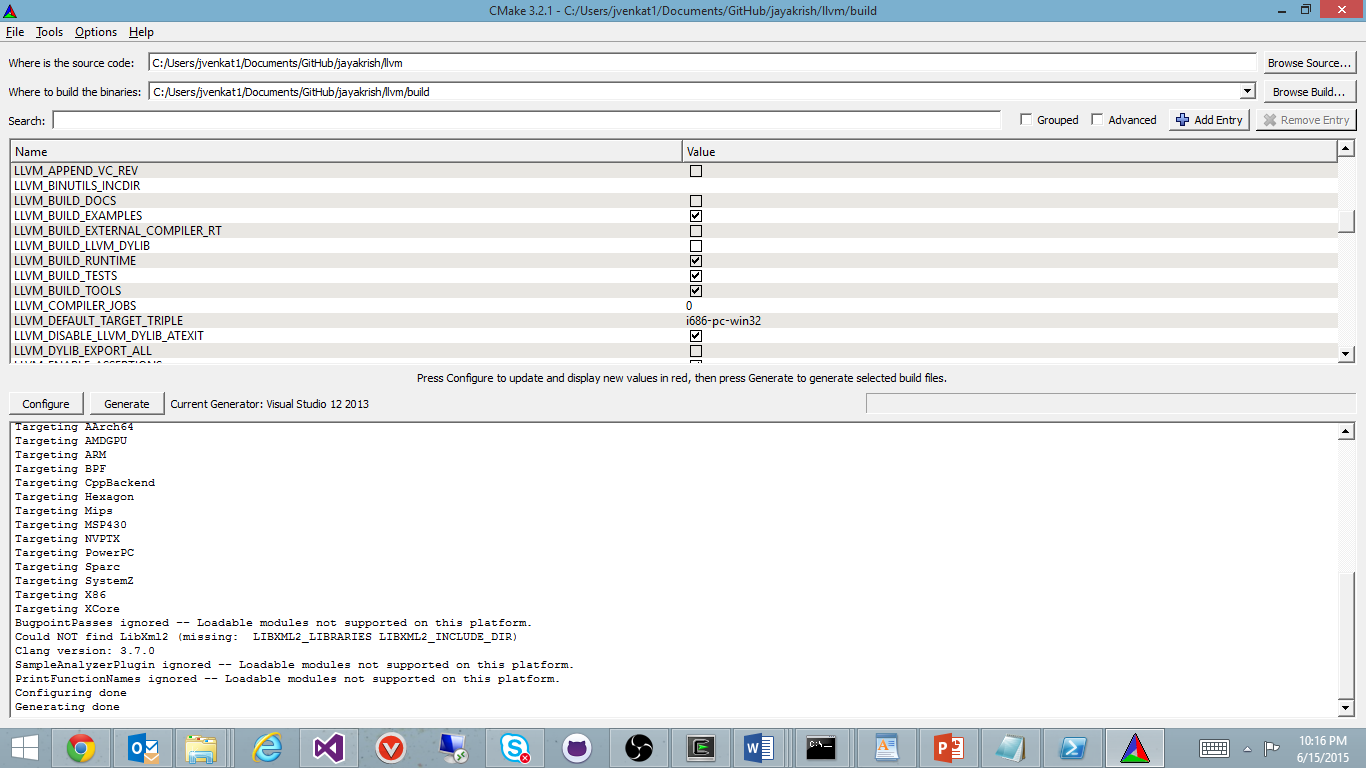 CMake 3.2.1 - C:/Users/jvenkat1/Documents/GitHub/jayakrish/llvm/build
File Tools Options Help
Where is the source code: C:/Users/jvenkat1/Documents/GitHub/jayakrish/llvm Browse Source...
Where to build the binaries: C:/Users/jvenkat1/Documents/GitHub/jayakrish/llvm/build Browse Build...
Search: Grouped Advanced Add Entry Remove Entry
Name Value
LLVM_APPEND_VC_REV
LLVM_BINUTILS_INCDIR
LLVM_BUILD_DOCS
LLVM_BUILD_EXAMPLES
LLVM_BUILD_EXTERNAL_COMPILER_RT
LLVM_BUILD_LLVM_DYLIB
LLVM_BUILD_RUNTIME
LLVM_BUILD_TESTS
LLVM_BUILD_TOOLS
LLVM_COMPILER_JOBS 0
LLVM_DEFAULT_TARGET_TRIPLE i686-pc-win32
LLVM_DISABLE_LLVM_DYLIB_ATEXIT
LLVM_DYLIB_EXPORT_ALL
LLVM_ENABLE_ASSERTIONS
Press Configure to update and display new values in red, then press Generate to generate selected build files.
Configure Generate Current Generator: Visual Studio 12 2013
Targeting AArch64
Targeting AMDGPU
Targeting ARM
Targeting BPF
Targeting CppBackend
Targeting Hexagon
Targeting Mips
Targeting MSP430
Targeting NVPTX
Targeting PowerPC
Targeting Sparc
Targeting SystemZ
Targeting X86
Targeting XCore
BugpointPasses ignored -- Loadable modules not supported on this platform.
Could NOT find LibXml2 (missing:  LIBXML2_LIBRARIES LIBXML2_INCLUDE_DIR)
Clang version: 3.7.0
SampleAnalyzerPlugin ignored -- Loadable modules not supported on this platform.
PrintFunctionNames ignored -- Loadable modules not supported on this platform.
Configuring done
Generating done
10:16 PM
6/15/2015